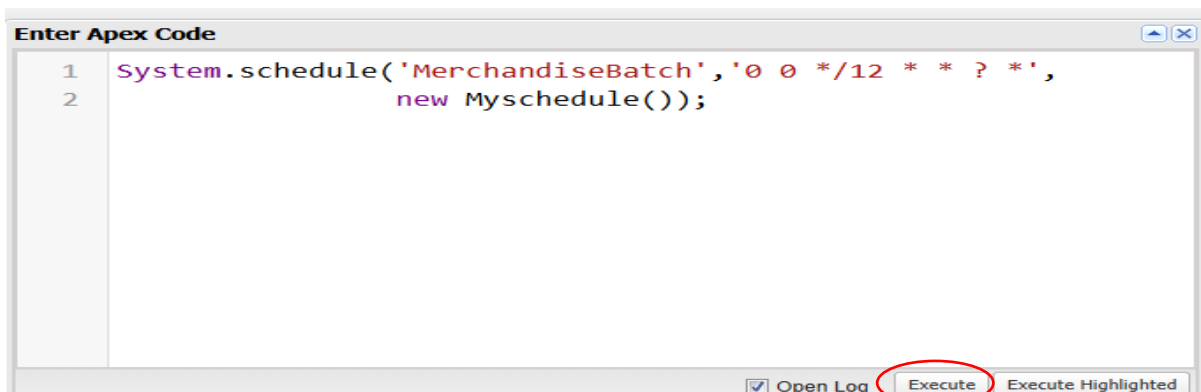 Enter Apex Code
1 System.schedule('MerchandiseBatch','0 0 */12 * * ? *',
2 new Myschedule());
Open Log Execute Execute Highlighted